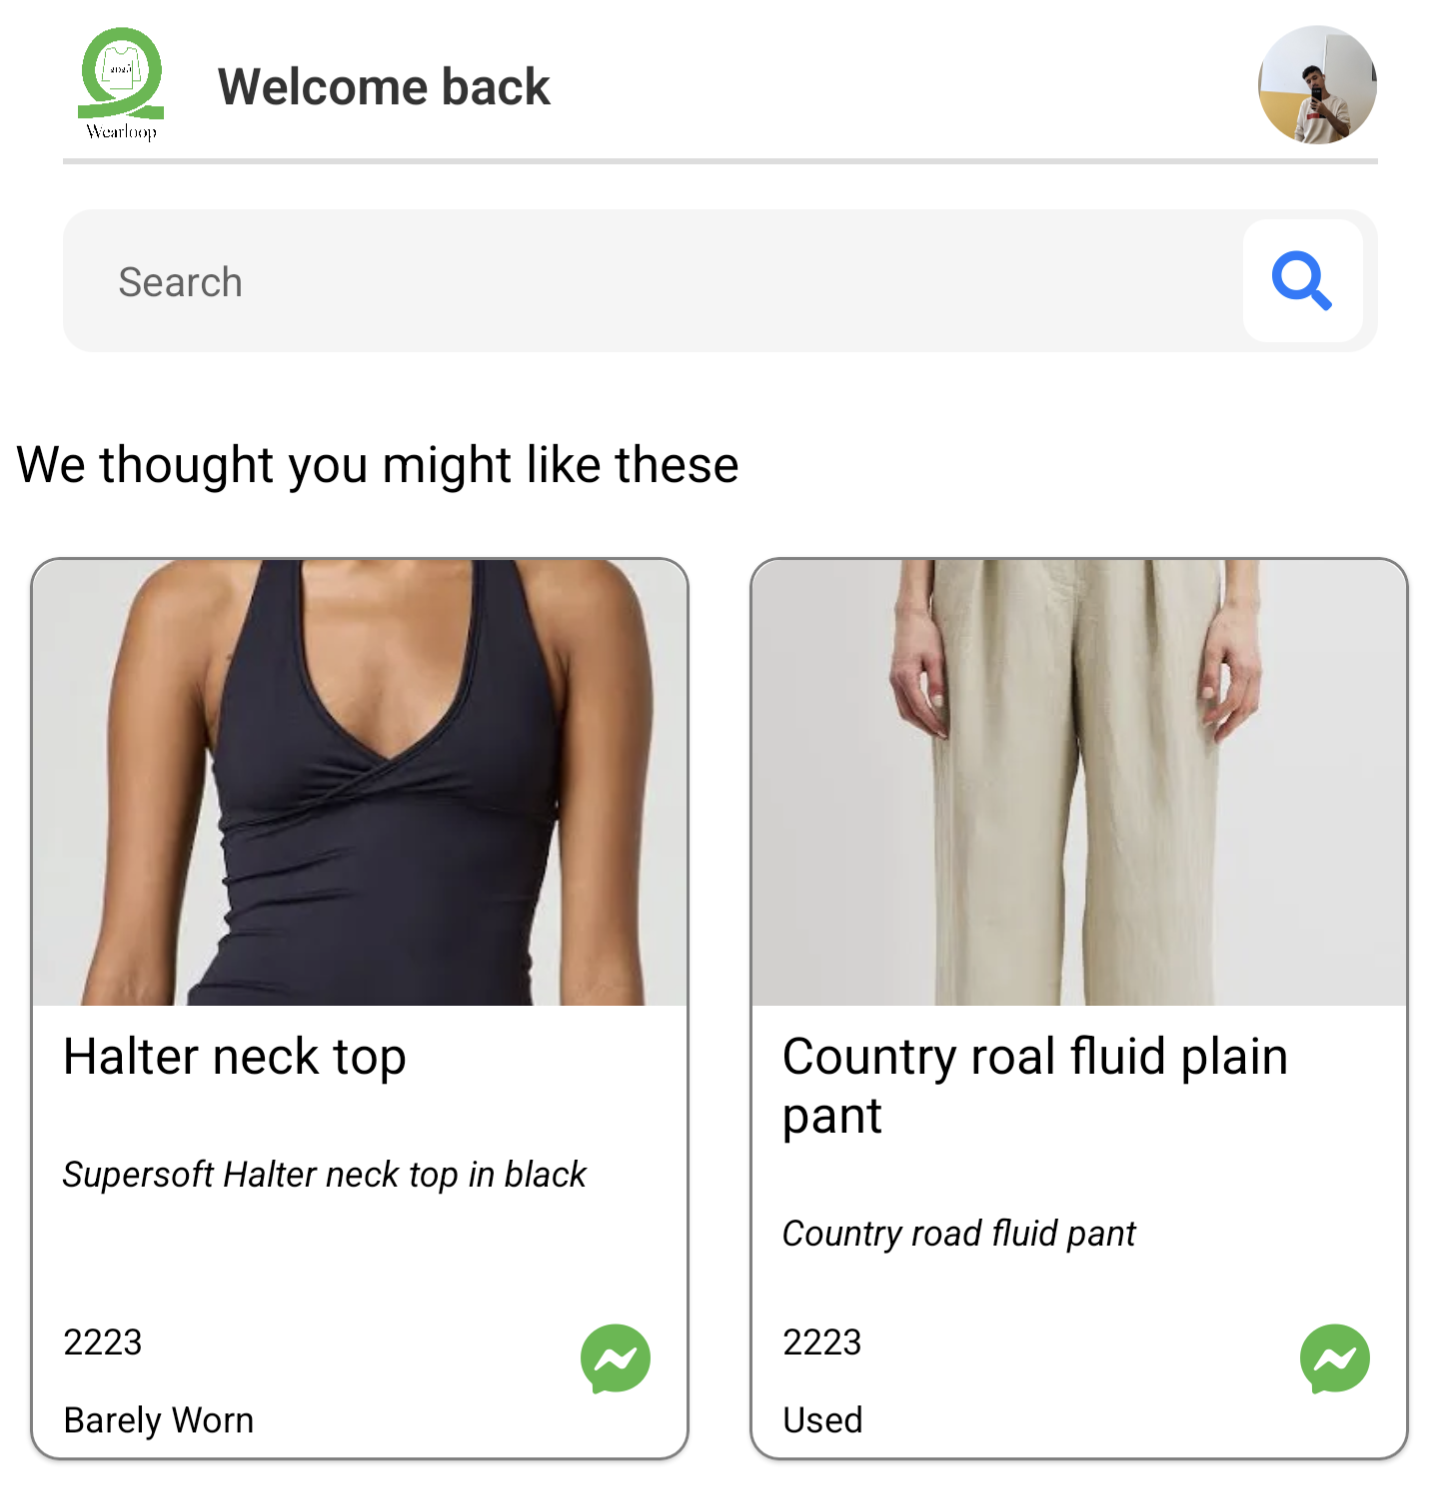 Wearloop
Welcome back
Search
We thought you might like these
Halter neck top
Supersoft Halter neck top in black
2223
Barely Worn
Country roal fluid plain
pant
Country road fluid pant
2223
Used